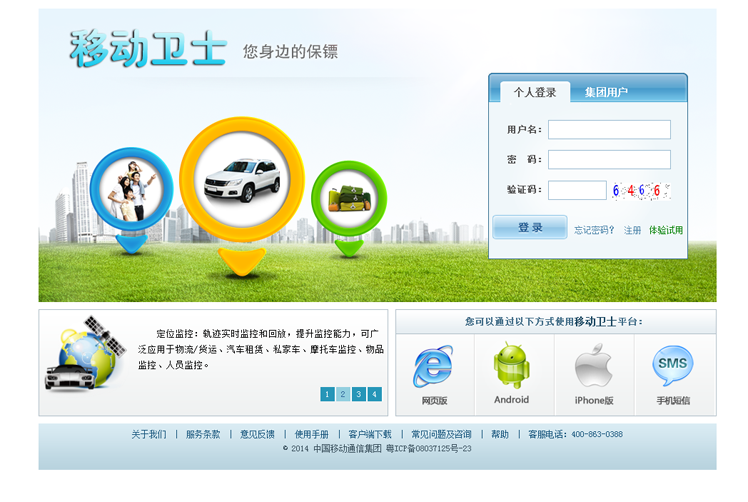 移动卫士 您身边的保镖
个人登录 集团用户
用户名：
密 码：
验证码： 6466
登 录 忘记密码？ 注册 体验试用
定位监控：轨迹实时监控和回放，提升监控能力，可广
泛应用于物流/货运、汽车租赁、私家车、摩托车监控、物品
监控、人员监控。
1 2 3 4
您可以通过以下方式使用移动卫士平台：
SMS
网页版 Android iPhone版 手机短信
关于我们 | 服务条款 | 意见反馈 | 使用手册 | 客户端下载 | 常见问题及咨询 | 帮助 | 客服电话：400-863-0388
© 2014 中国移动通信集团 粤ICP备08037125号-23